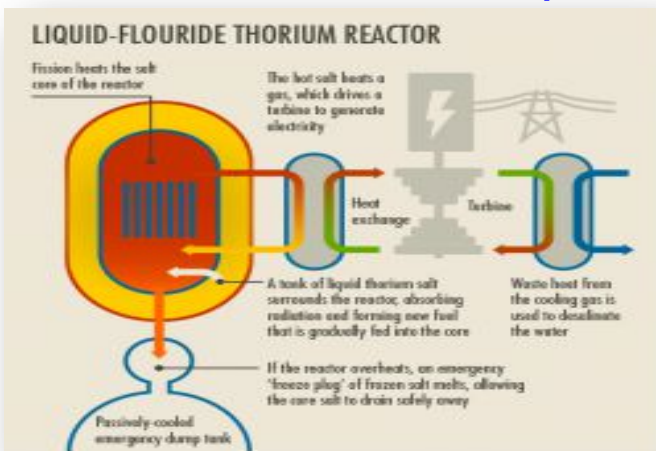 LIQUID-FLOURIDE THORIUM REACTOR
Fission heats the salt
core of the reactor
The hot salt heats a
gas, which drives a
turbine to generate
electricity
Heat
exchange
Turbine
A tank of liquid thorium salt
surrounds the reactor, absorbing
radiation and forming new fuel
that is gradually fed into the core
Waste heat from
the cooling gas is
used to desalinate
the water
If the reactor overheats, an emergency
'freeze plug' of frozen salt melts, allowing
the core salt to drain safely away
Passively-cooled
emergency dump tank